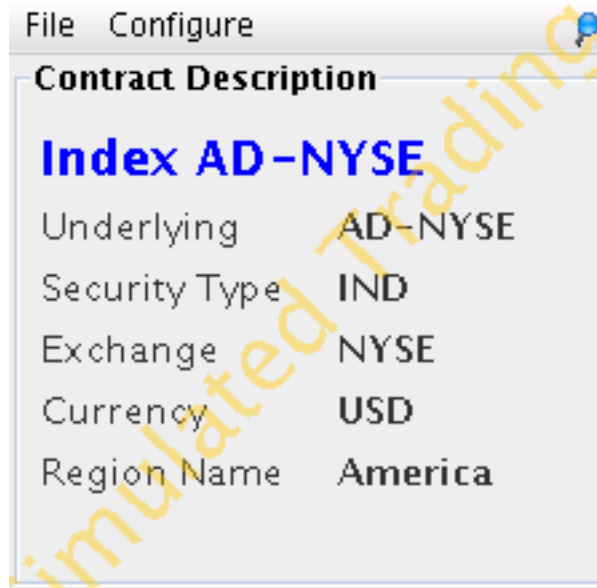 File Configure
Contract Description
Index AD-NYSE
Underlying AD-NYSE
Security Type IND
Exchange NYSE
Currency USD
Region Name America
imulated Trading